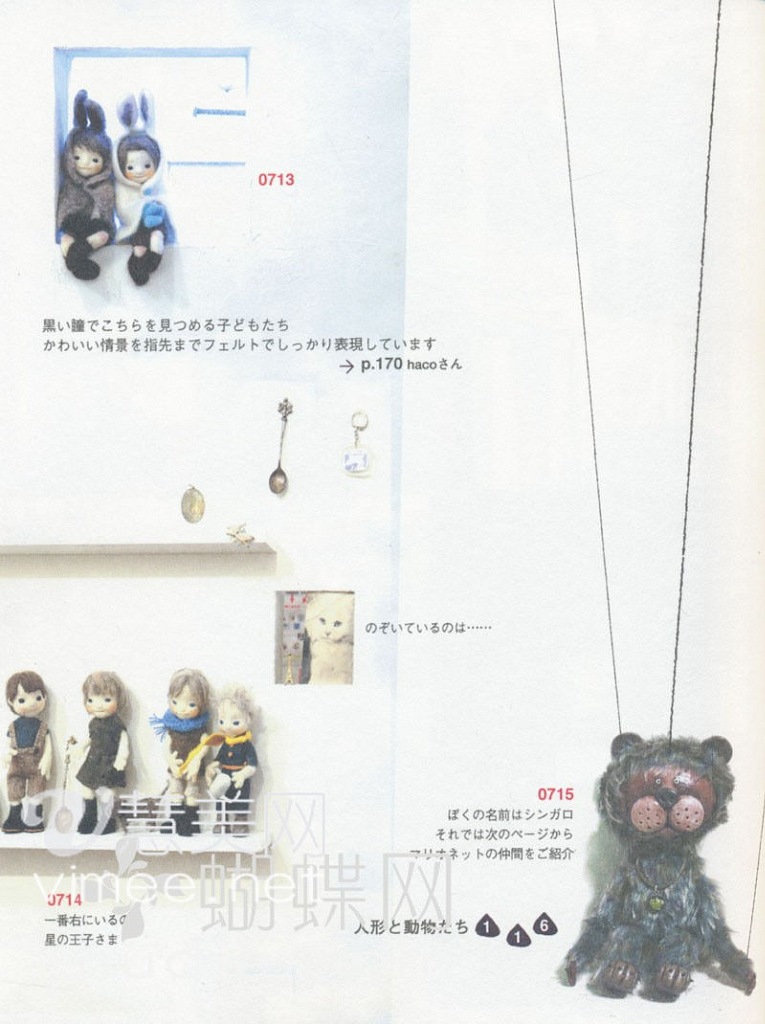 0713
黒い瞳でこちらを見つめる子どもたち
かわいい情景を指先までフェルトでしっかり表現しています
→ p.170 hacoさん
のぞいているのは……
0715
ぼくの名前はシンガロ
それでは次のページから
マリオネットの仲間をご紹介
慧美网
vimeet.net
蝴蝶网
0714
一番右にいるの
星の王子さま
人形と動物たち 1 1 6